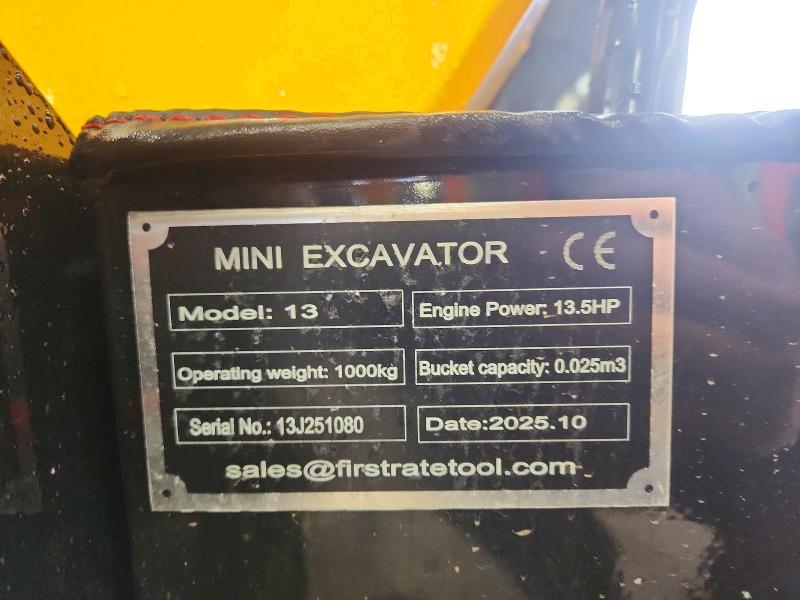 MINI EXCAVATOR CE
Model: 13 Engine Power: 13.5HP
Operating weight: 1000kg Bucket capacity: 0.025m3
Serial No.: 13J251080 Date:2025.10
sales@firstratetool.com